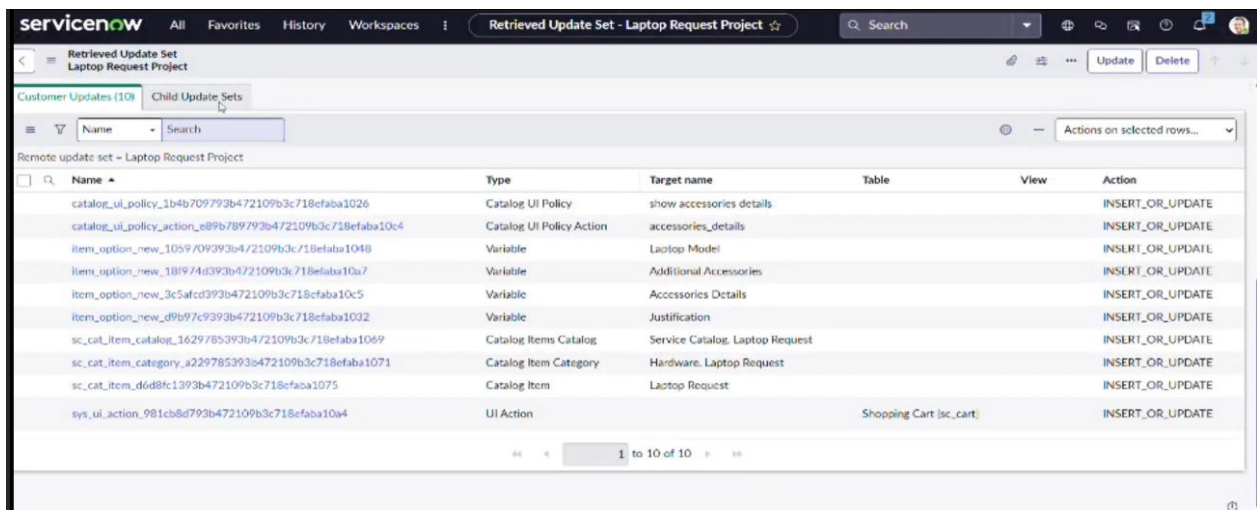 servicenow All Favorites History Workspaces Retrieved Update Set - Laptop Request Project Search 2
Retrieved Update Set
Laptop Request Project Update Delete
Customer Updates (10) Child Update Sets
Name Search Actions on selected rows...
Remote update set = Laptop Request Project
Name Type Target name Table View Action
catalog_ui_policy_1b4b709793b472109b3c718efaba1026 Catalog UI Policy show accessories details INSERT_OR_UPDATE
catalog_ui_policy_action_e89b789793b472109b3c718efaba10c4 Catalog UI Policy Action accessories_details INSERT_OR_UPDATE
item_option_new_1059709393b472109b3c718efaba1048 Variable Laptop Model INSERT_OR_UPDATE
item_option_new_18f974d393b472109b3c718efaba10a7 Variable Additional Accessories INSERT_OR_UPDATE
item_option_new_3c5afcd393b472109b3c718efaba10c5 Variable Accessories Details INSERT_OR_UPDATE
item_option_new_d9b97c9393b472109b3c718efaba1032 Variable Justification INSERT_OR_UPDATE
sc_cat_item_catalog_1629785393b472109b3c718efaba1069 Catalog Items Catalog Service Catalog. Laptop Request INSERT_OR_UPDATE
sc_cat_item_category_a229785393b472109b3c718efaba1071 Catalog Item Category Hardware. Laptop Request INSERT_OR_UPDATE
sc_cat_item_d6d8fc1393b472109b3c718efaba1075 Catalog Item Laptop Request INSERT_OR_UPDATE
sys_ui_action_981cb8d793b472109b3c718efaba10a4 UI Action Shopping Cart [sc_cart] INSERT_OR_UPDATE
1 to 10 of 10